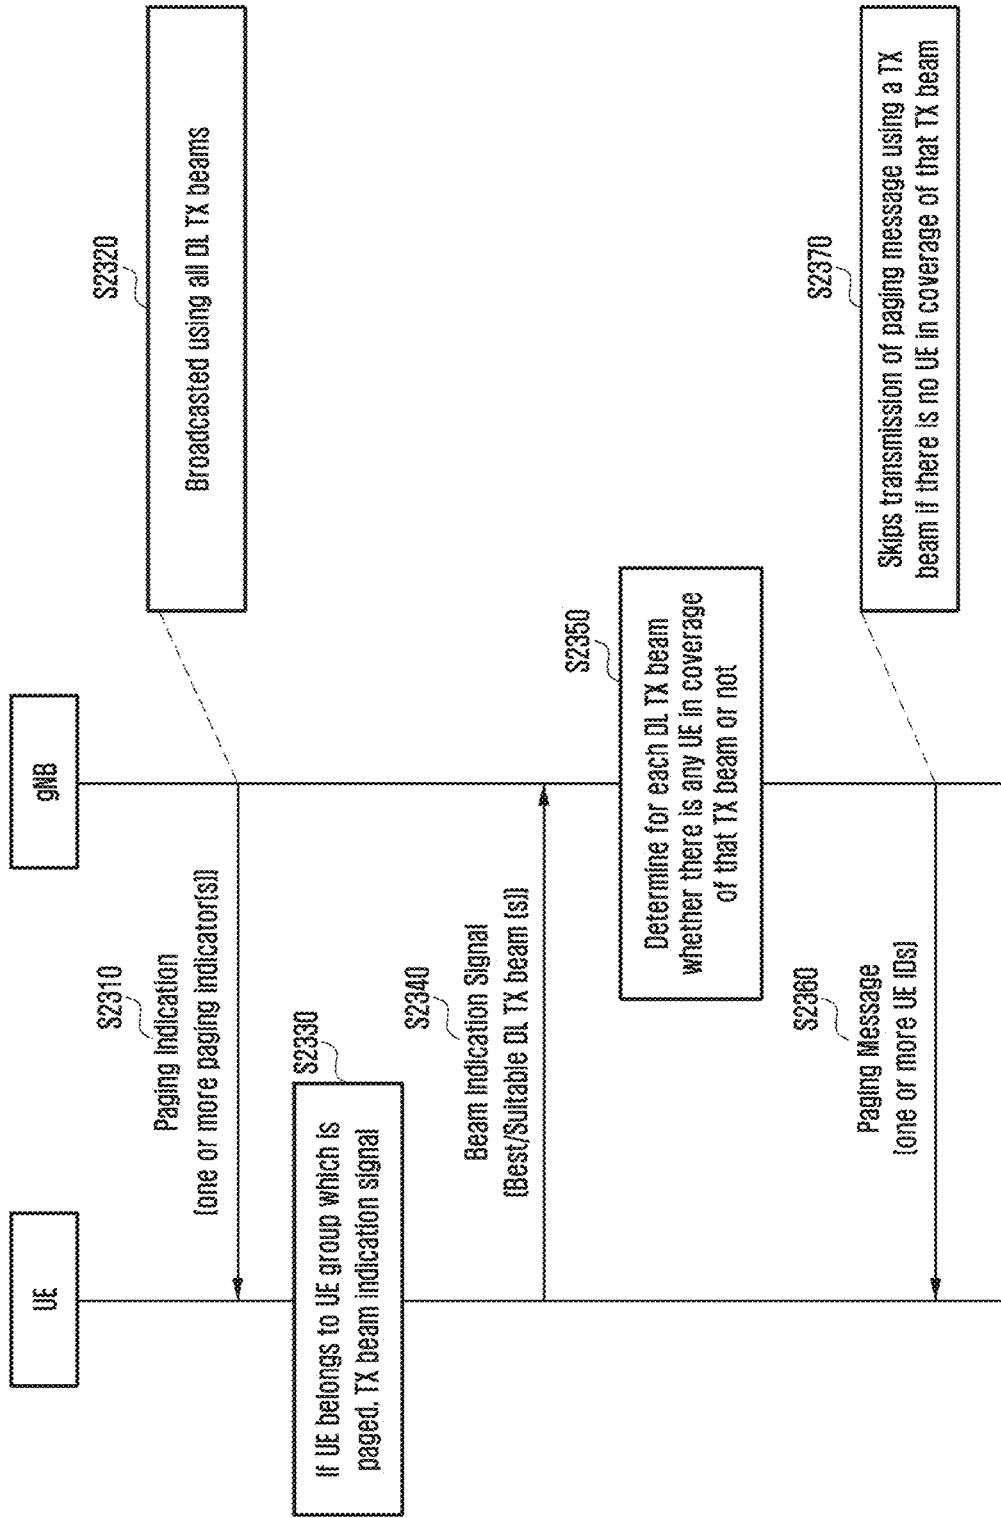 UE
gNB
S2310
Paging Indication
(one or more paging indicator(s))
S2320
Broadcasted using all DL TX beams
S2330
If UE belongs to UE group which is
paged, TX beam indication signal
S2340
Beam Indication Signal
(Best/Suitable DL TX beam (s))
S2350
Determine for each DL TX beam
whether there is any UE in coverage
of that TX beam or not
S2360
Paging Message
(one or more UE IDs)
S2370
Skips transmission of paging message using a TX
beam if there is no UE in coverage of that TX beam